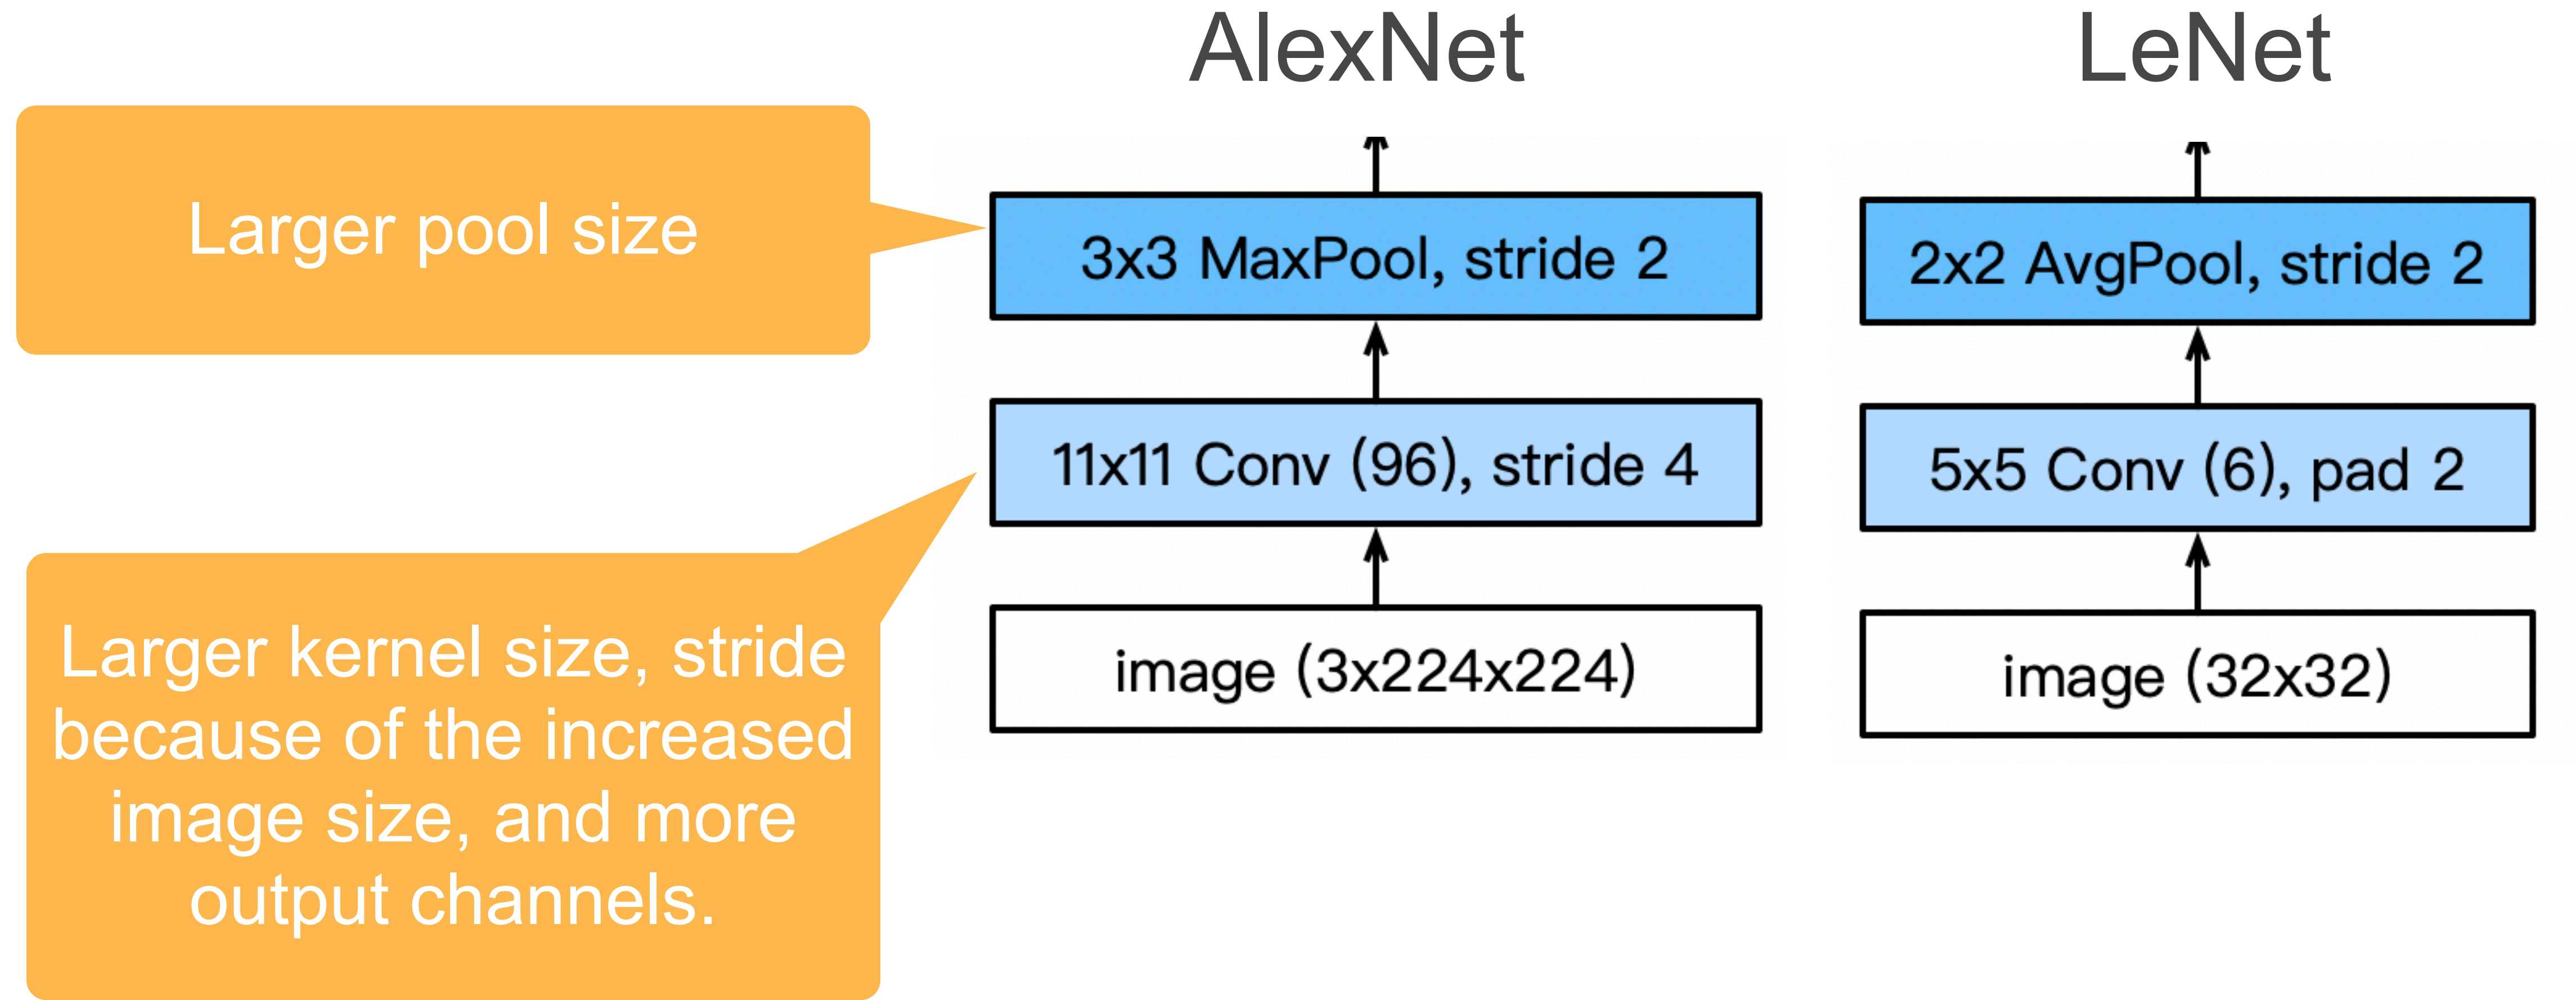 AlexNet
LeNet
Larger pool size
3x3 MaxPool, stride 2
2x2 AvgPool, stride 2
11x11 Conv (96), stride 4
5x5 Conv (6), pad 2
Larger kernel size, stride
because of the increased
image size, and more
output channels.
image (3x224x224)
image (32x32)